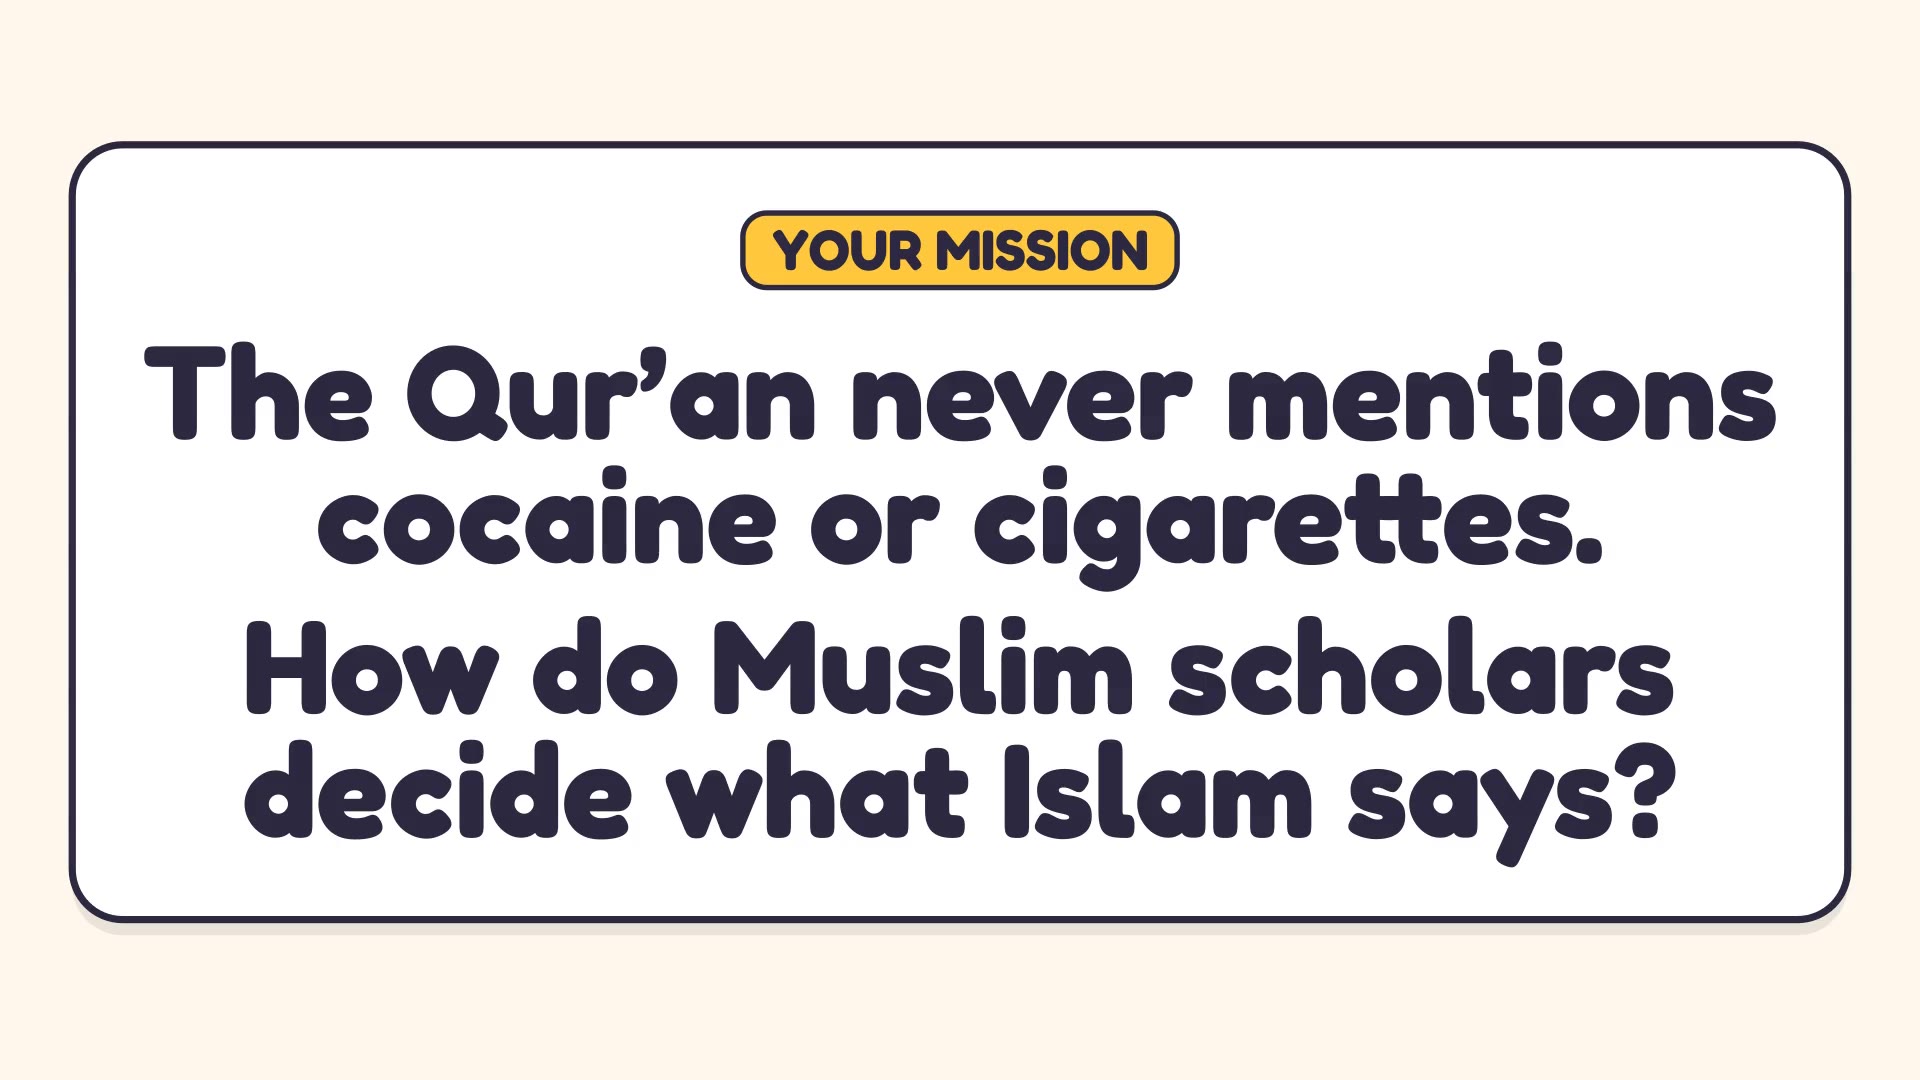 YOUR MISSION
The Qur’an never mentions
cocaine or cigarettes.
How do Muslim scholars
decide what Islam says?